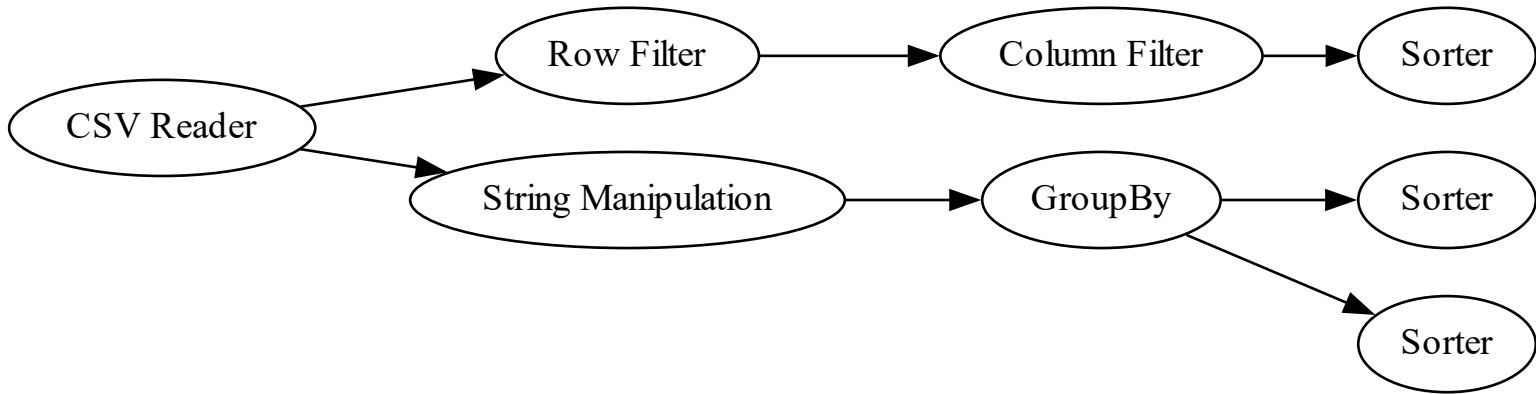 Row Filter
Column Filter
Sorter
CSV Reader
String Manipulation
GroupBy
Sorter
Sorter